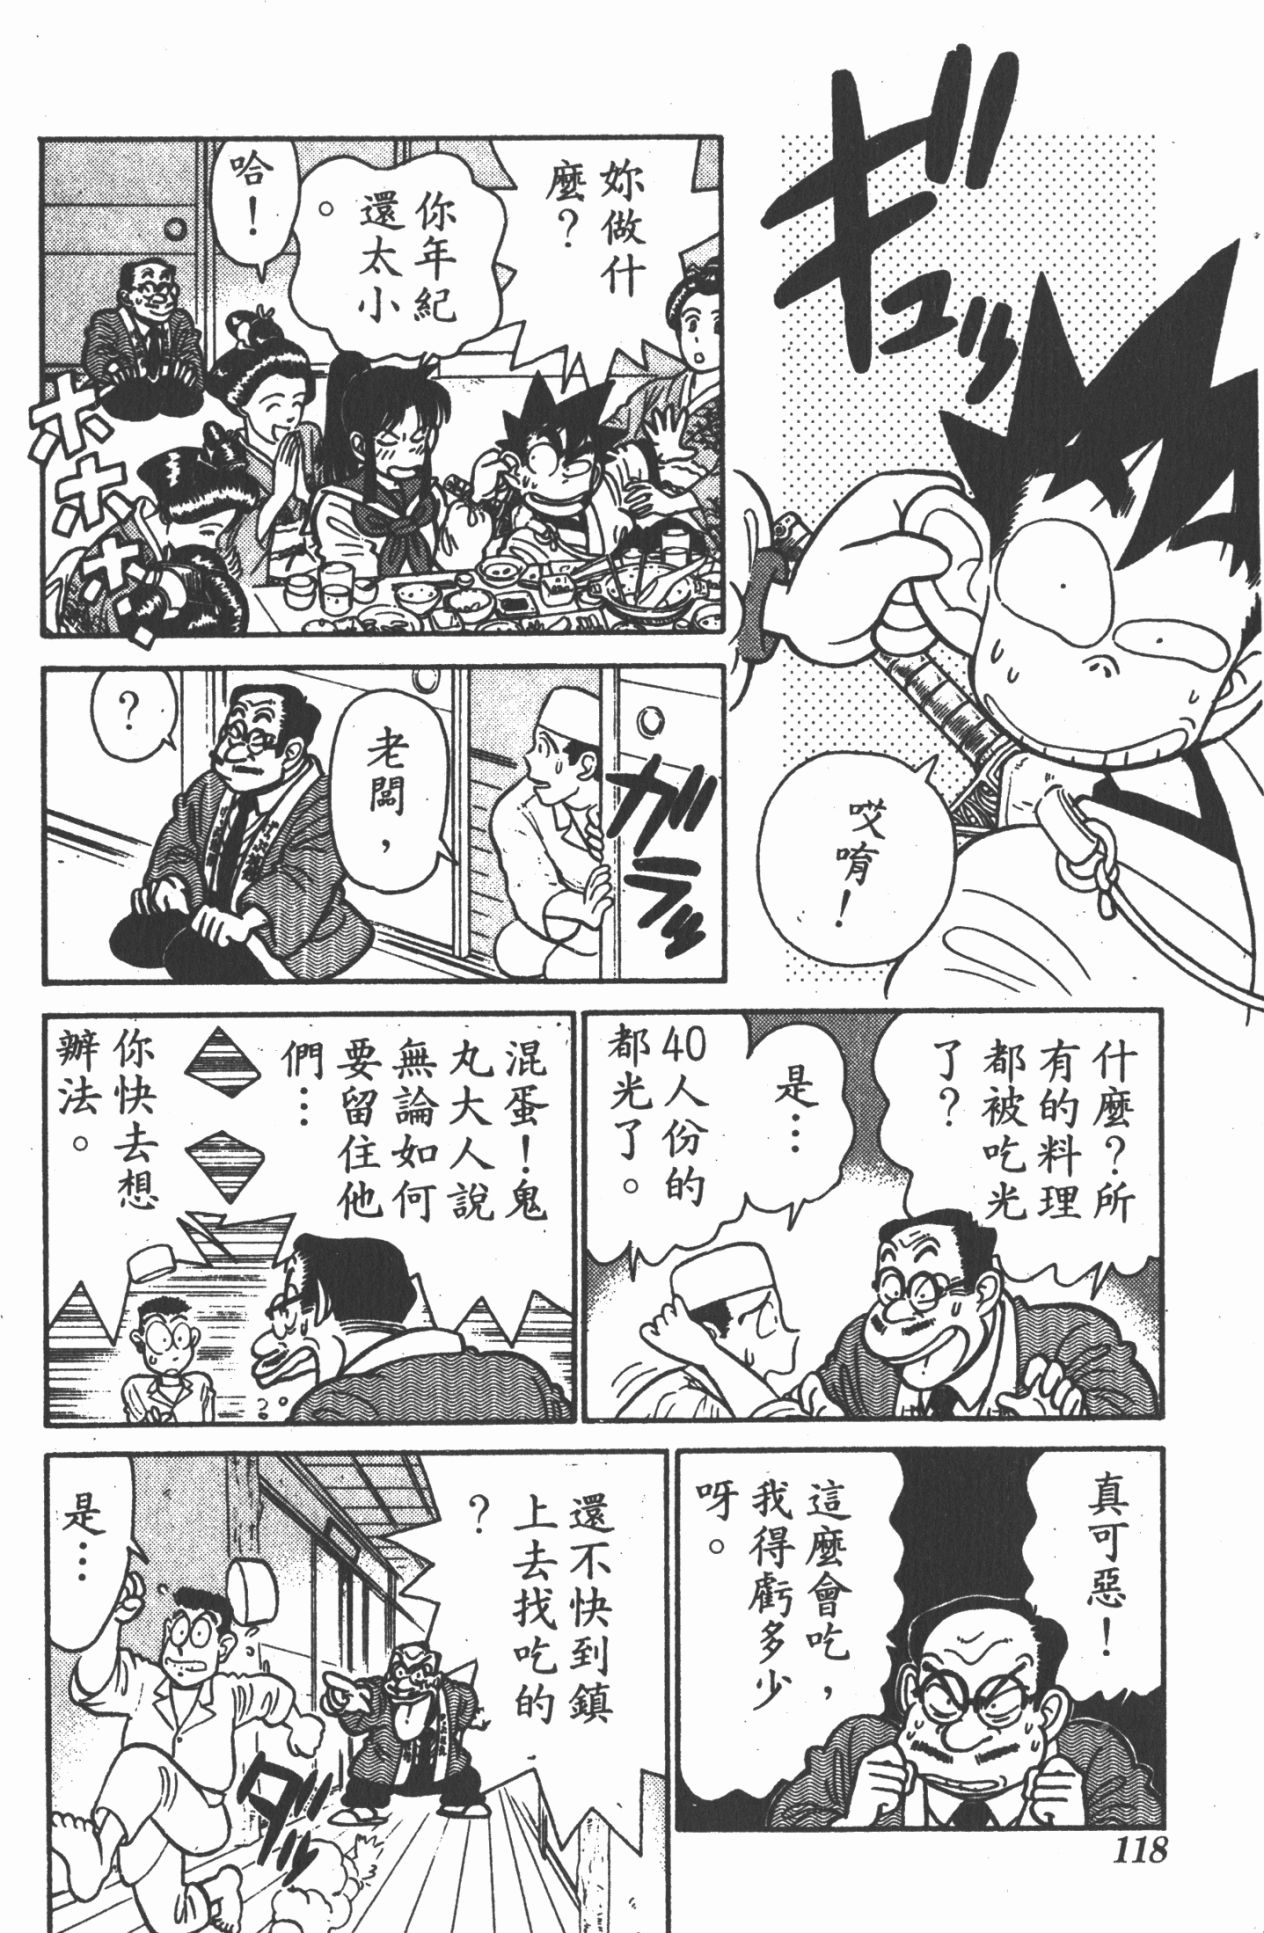 ギュッ
哎唷！
妳做什
麼？
你年紀
還太小
。
哈！
ホホホ
ガラッ
老闆，
？
什麼？所
有的料理
都被吃光
了？
是…
40人份的
都光了。
混蛋！鬼
丸大人說
無論如何
要留住他
們…
你快去想
辦法。
真可惡！
這麼會吃，
我得虧多少
呀。
還不快到鎮
上去找吃的
？
是…
ダッ
118